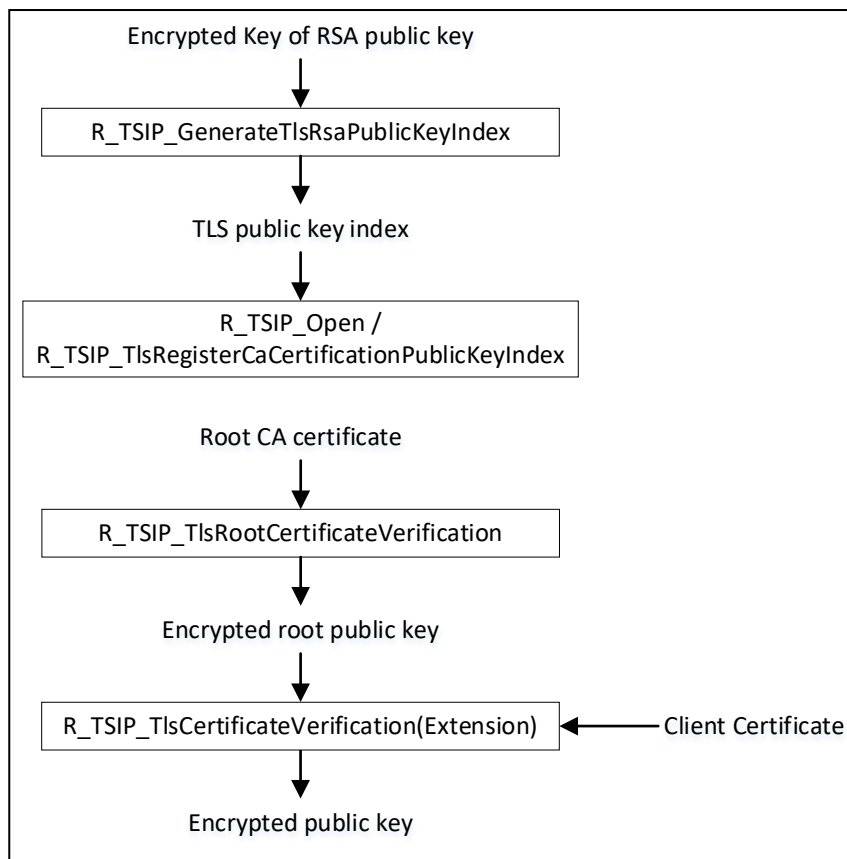 Encrypted Key of RSA public key
R_TSIP_GenerateTlsRsaPublicKeyIndex
TLS public key index
R_TSIP_Open /
R_TSIP_TlsRegisterCaCertificationPublicKeyIndex
Root CA certificate
R_TSIP_TlsRootCertificateVerification
Encrypted root public key
R_TSIP_TlsCertificateVerification(Extension)
Client Certificate
Encrypted public key